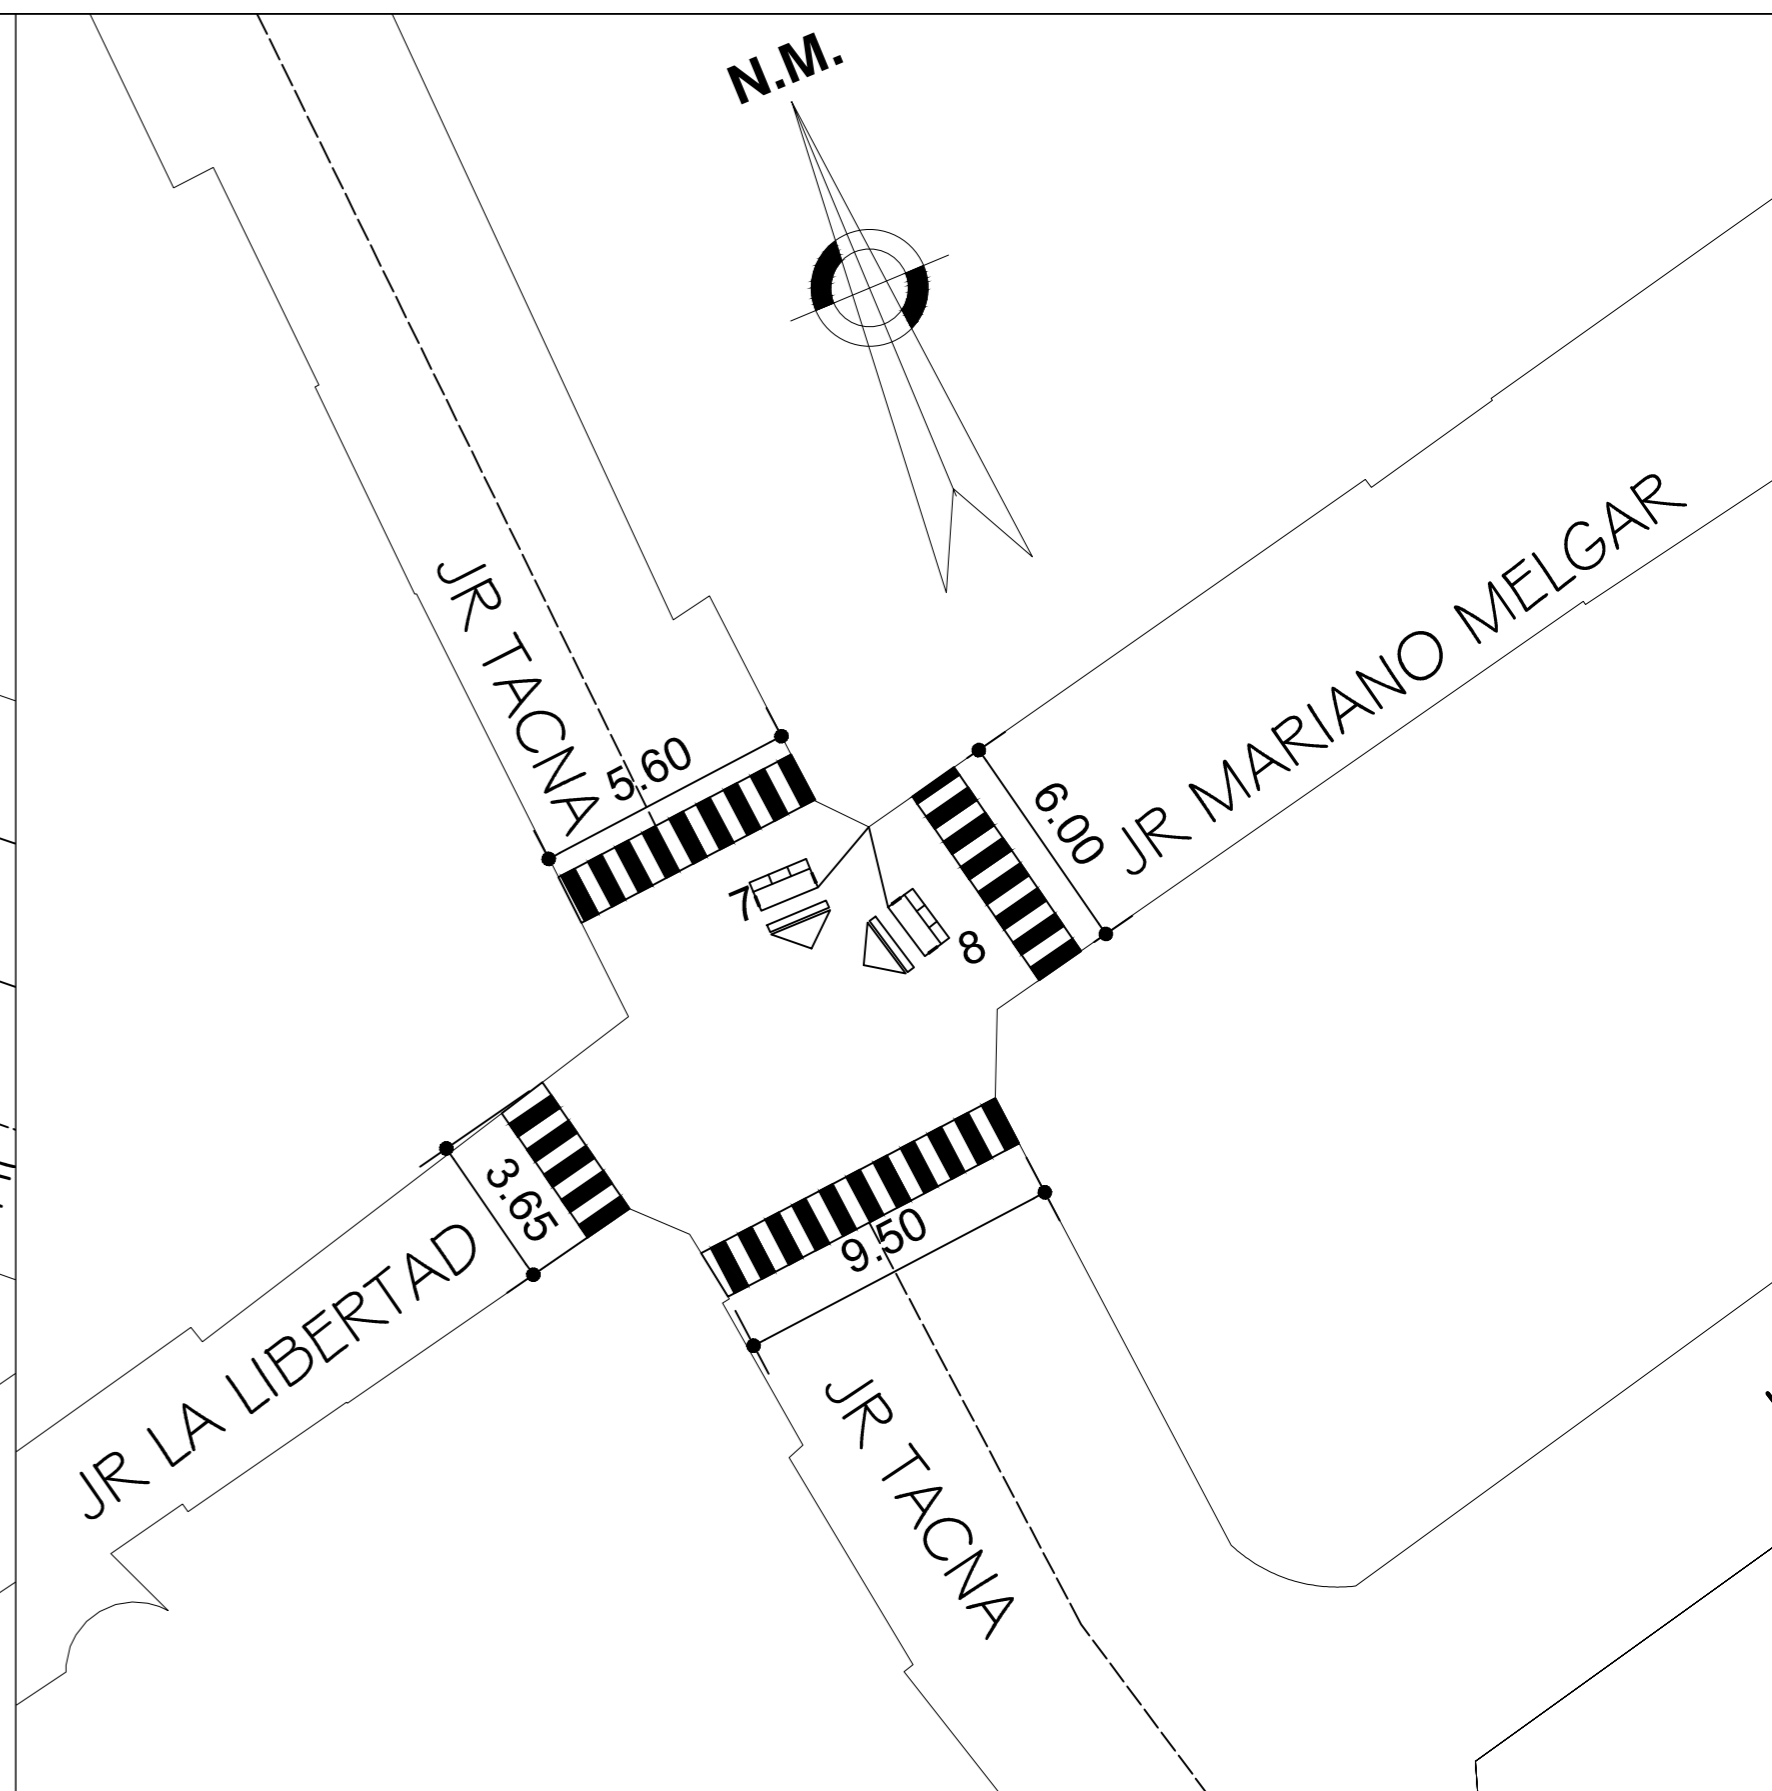 N.M.
JR TACNA
5.60
6.00
JR MARIANO MELGAR
7
8
3.65
JR LA LIBERTAD
9.50
JR TACNA